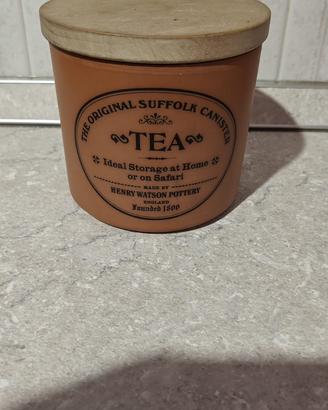 THE ORIGINAL SUFFOLK CANISTER
TEA
Ideal Storage at Home
or on Safari
MADE BY
HENRY WATSON POTTERY
ENGLAND
Founded 1800